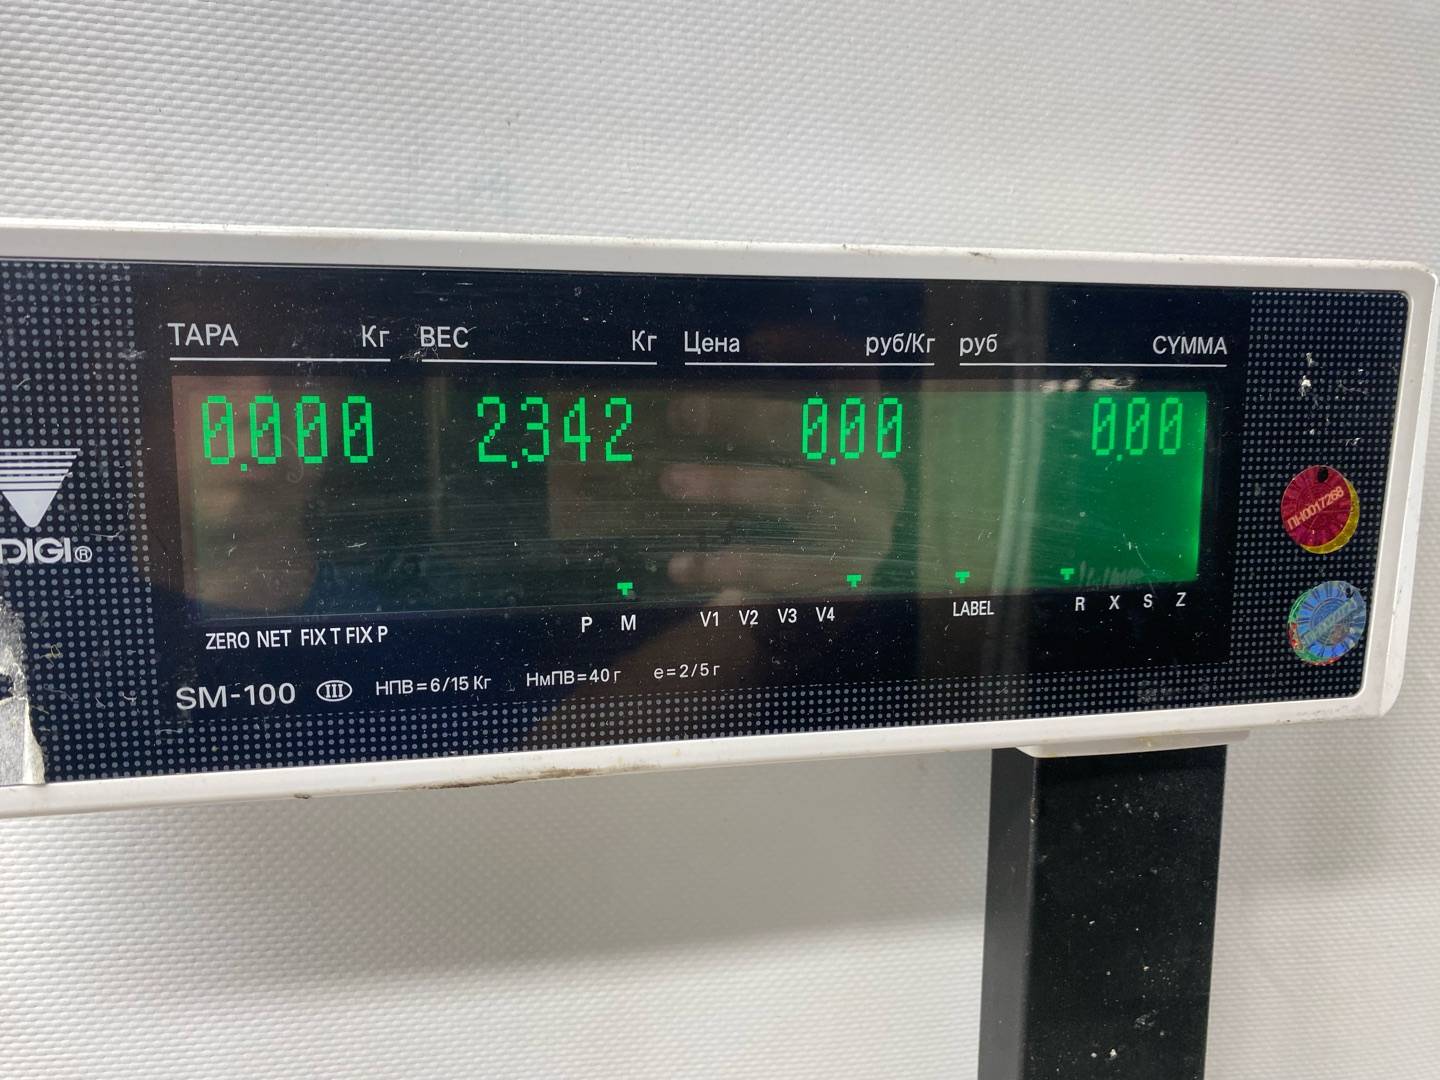 ТАРА Кг ВЕС Кг Цена руб/Кг руб СУММА
0.000 2.342 0.00 0.00
ПН0017268
DIGI®
P M V1 V2 V3 V4 LABEL R X S Z
ZERO NET FIX T FIX P
SM-100 III НПВ=6/15 Кг НмПВ=40 г e=2/5 г